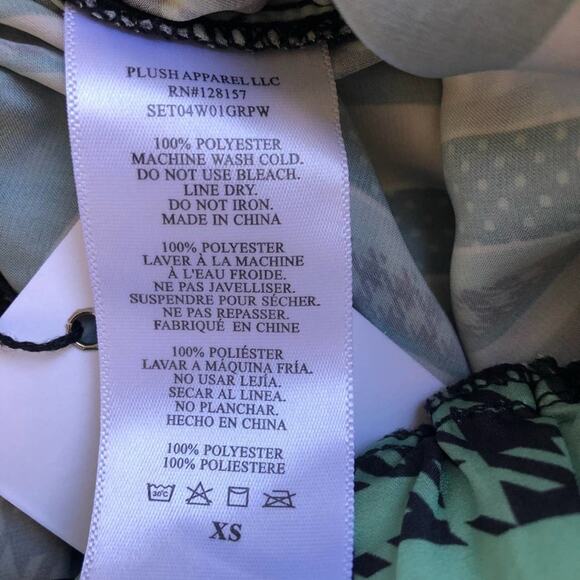 PLUSH APPAREL LLC
RN#128157
SET04W01GRPW
100% POLYESTER
MACHINE WASH COLD.
DO NOT USE BLEACH.
LINE DRY.
DO NOT IRON.
MADE IN CHINA
100% POLYESTER
LAVER À LA MACHINE
À L'EAU FROIDE.
NE PAS JAVELLISER.
SUSPENDRE POUR SÉCHER.
NE PAS REPASSER.
FABRIQUÉ EN CHINE
100% POLIÉSTER
LAVAR A MÁQUINA FRÍA.
NO USAR LEJÍA.
SECAR AL LINEA.
NO PLANCHAR.
HECHO EN CHINA
100% POLYESTER
100% POLIESTERE
30°C
XS